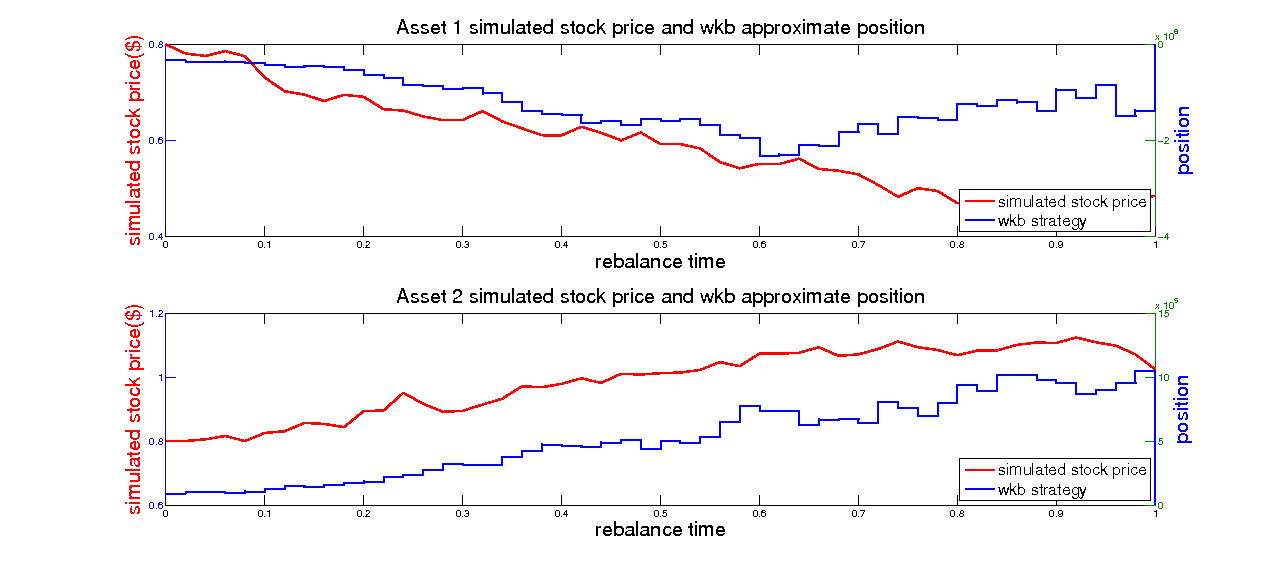 Asset 1 simulated stock price and wkb approximate position
simulated stock price($)
0.8
0.6
0.4
x 10⁶
0
−2
−4
position
simulated stock price
wkb strategy
0 0.1 0.2 0.3 0.4 0.5 0.6 0.7 0.8 0.9 1
rebalance time
Asset 2 simulated stock price and wkb approximate position
simulated stock price($)
1.2
1
0.8
0.6
x 10⁵
15
10
5
0
position
simulated stock price
wkb strategy
0 0.1 0.2 0.3 0.4 0.5 0.6 0.7 0.8 0.9 1
rebalance time